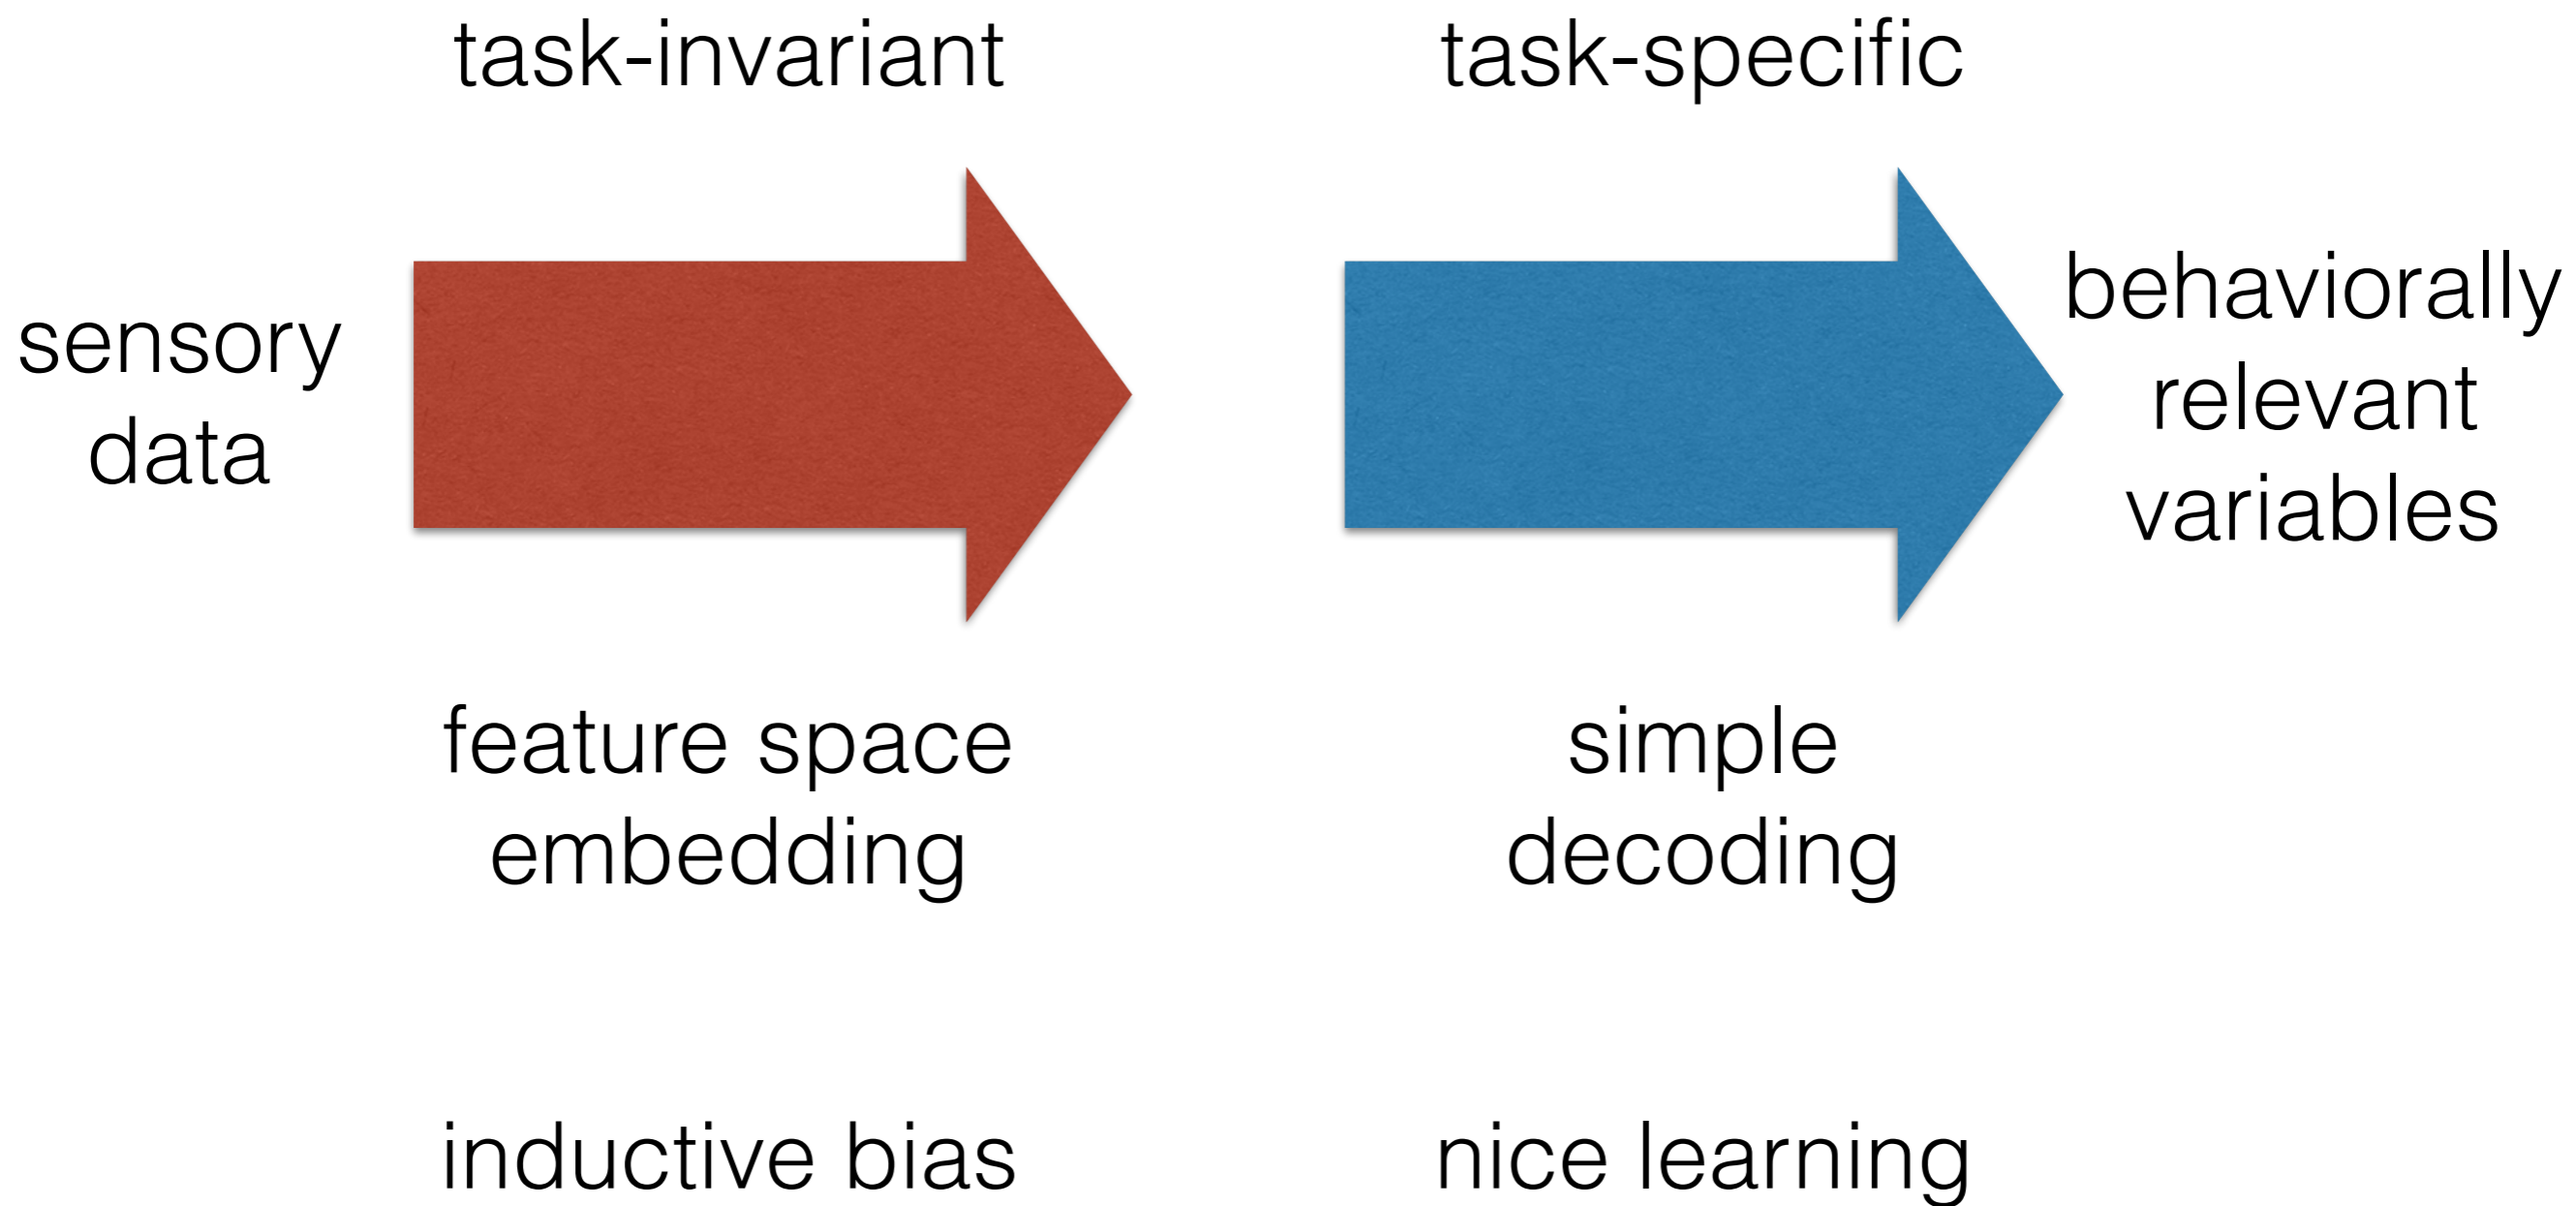 task-invariant
task-specific
sensory
data
behaviorally
relevant
variables
feature space
embedding
simple
decoding
inductive bias
nice learning